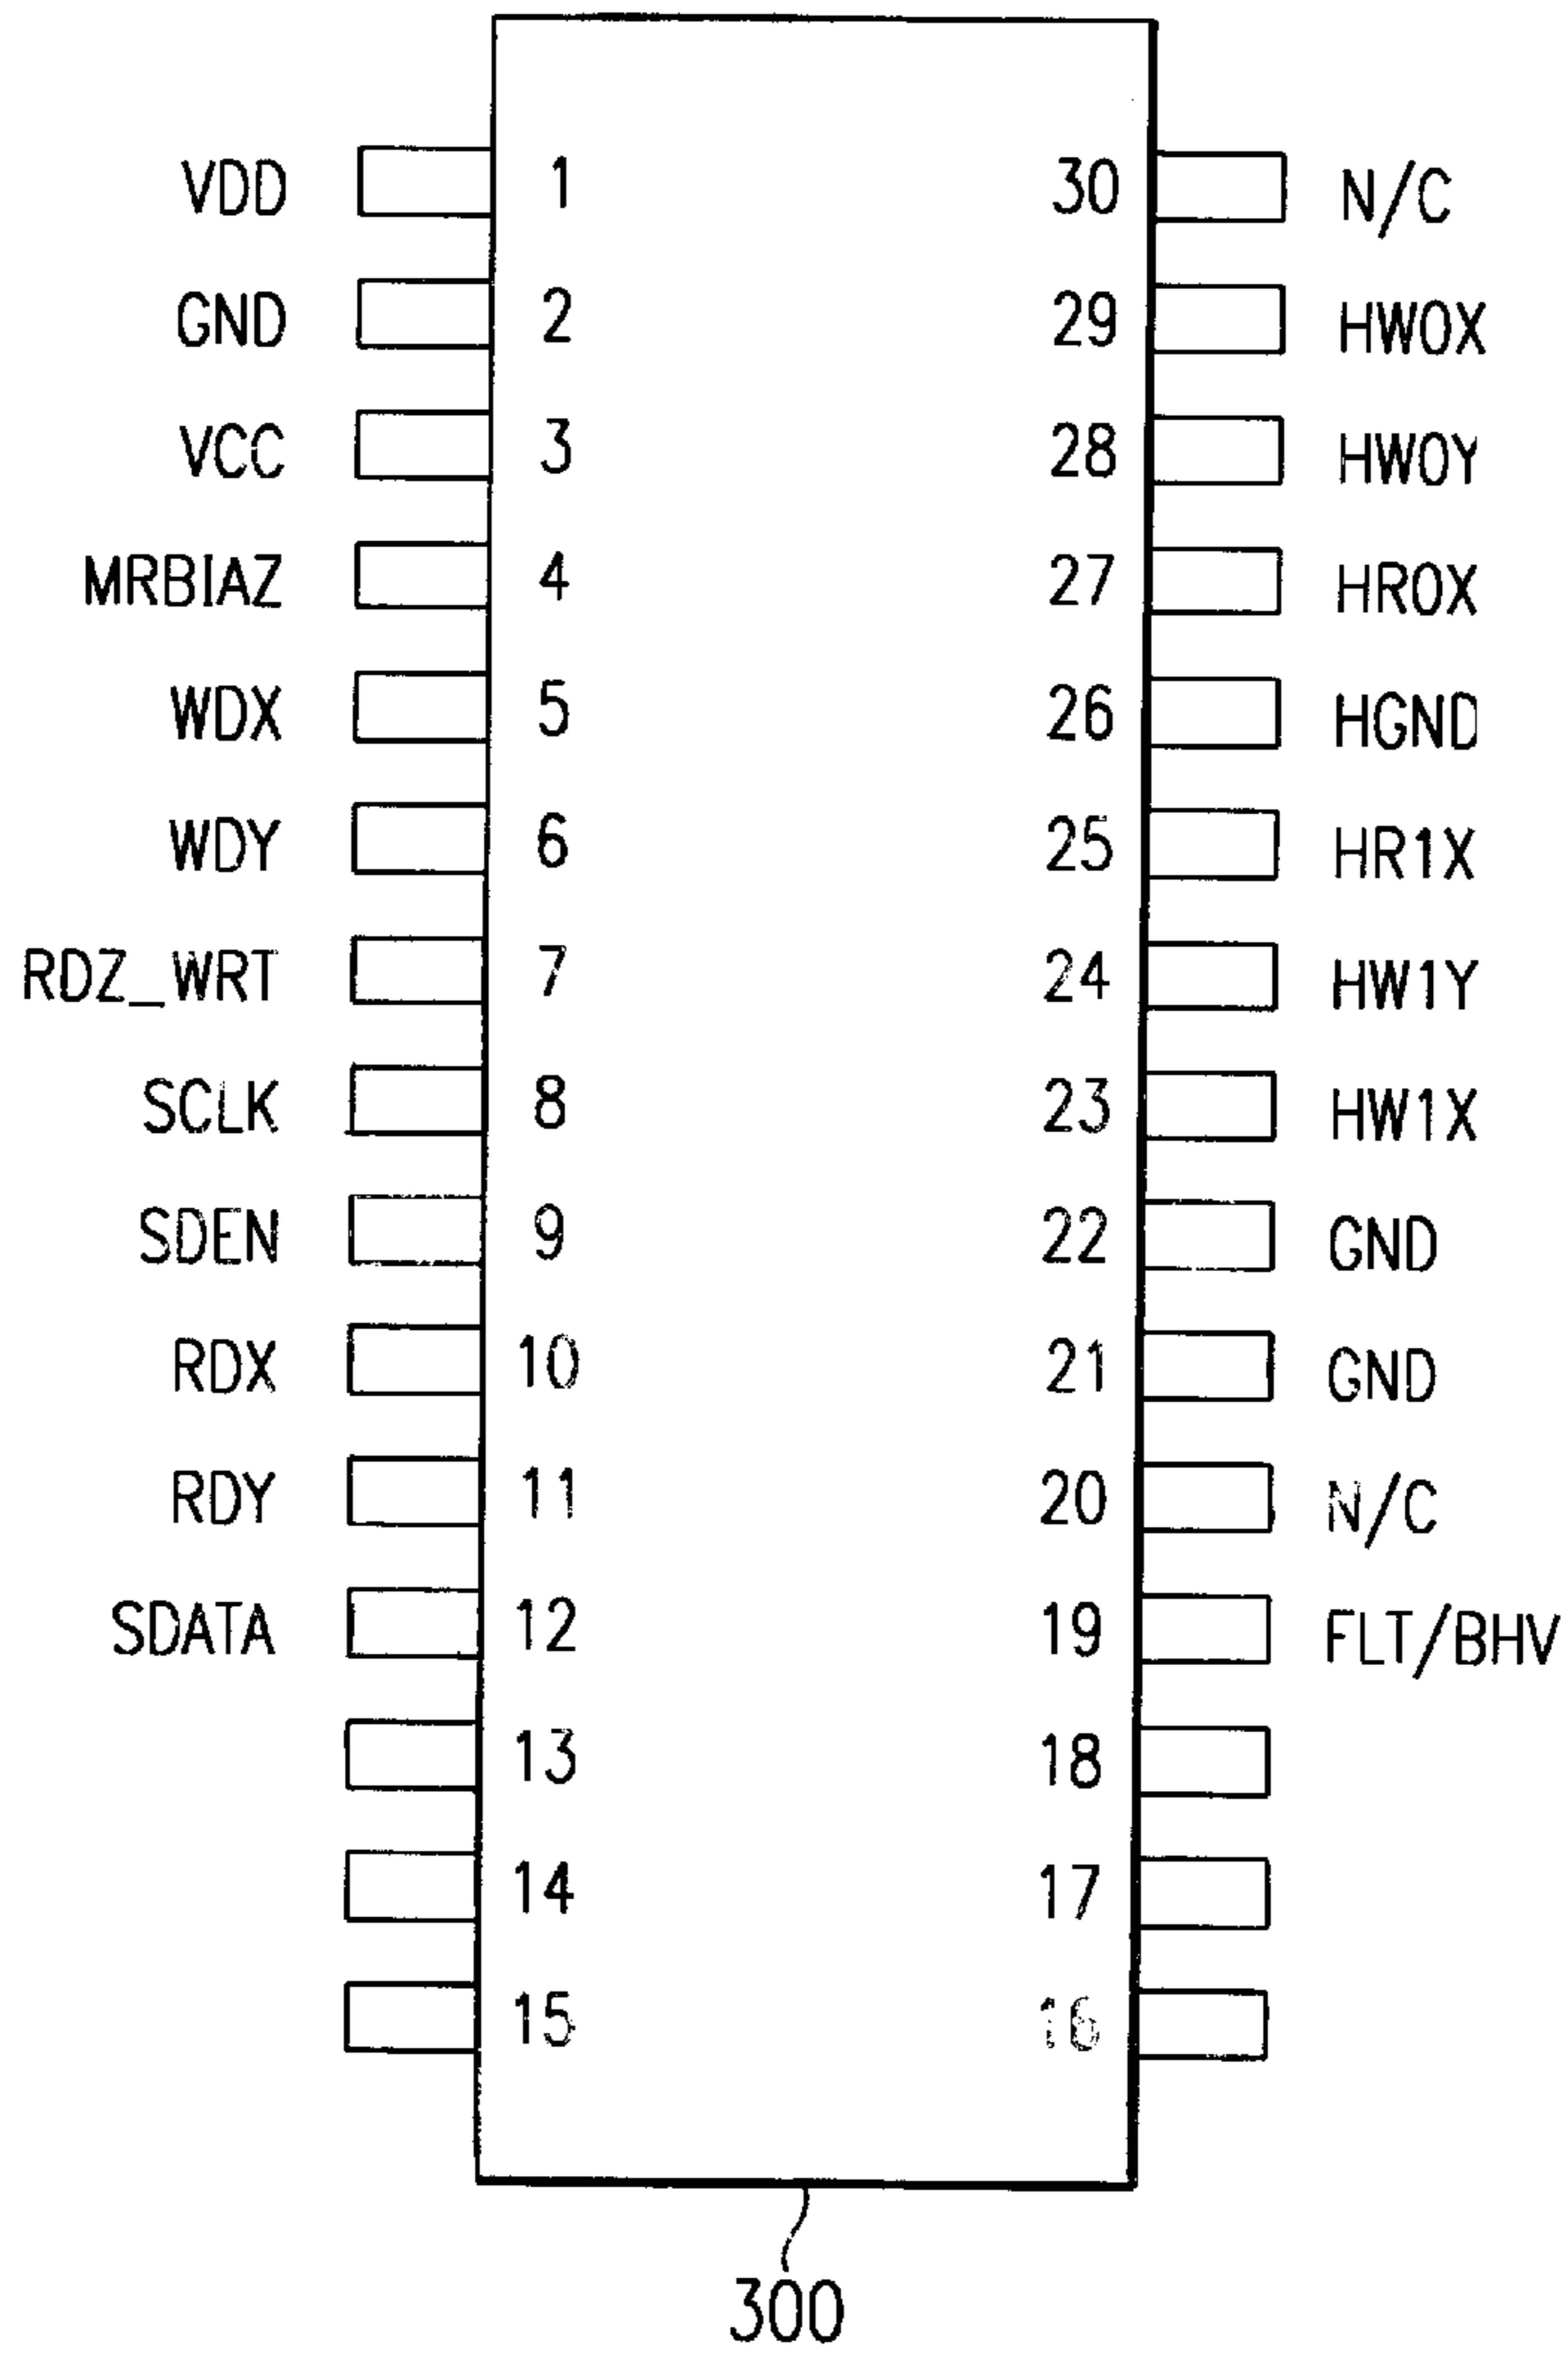 VDD 1 30 N/C
GND 2 29 HW0X
VCC 3 28 HW0Y
MRBIAZ 4 27 HR0X
WDX 5 26 HGND
WDY 6 25 HR1X
RDZ_WRT 7 24 HW1Y
SCLK 8 23 HW1X
SDEN 9 22 GND
RDX 10 21 GND
RDY 11 20 N/C
SDATA 12 19 FLT/BHV
13 18
14 17
15 16
300